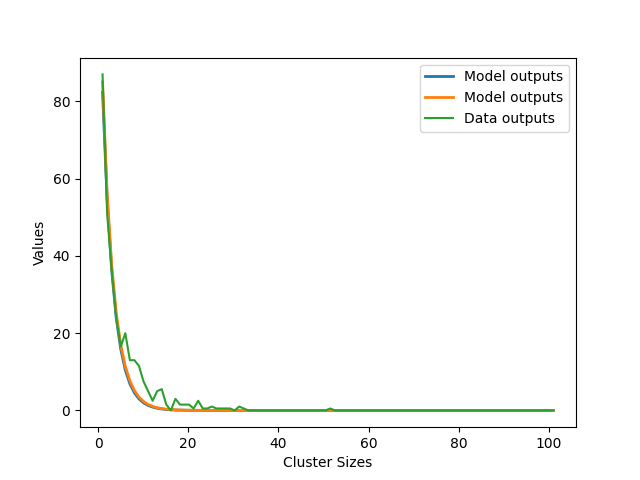 Model outputs
Model outputs
Data outputs
Values
80
60
40
20
0
0 20 40 60 80 100
Cluster Sizes